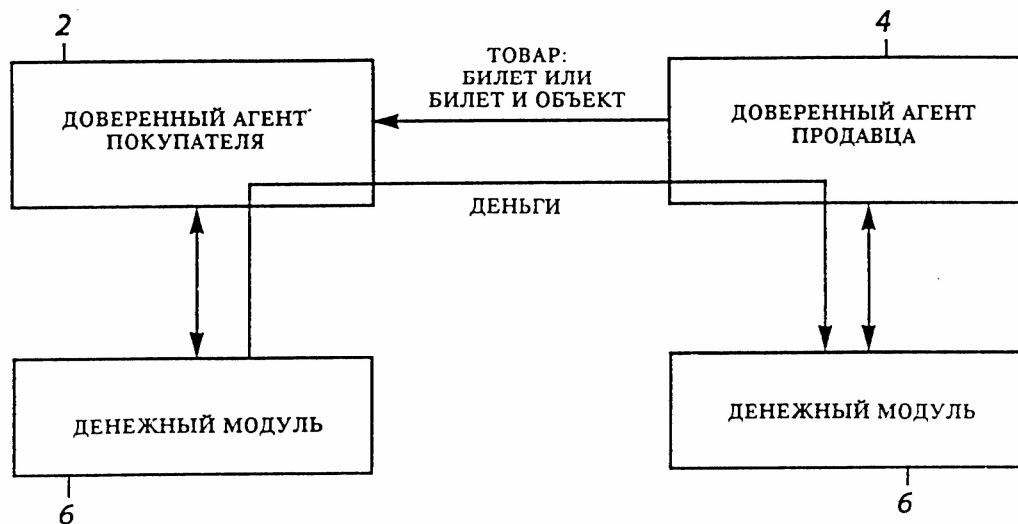 2
4
ТОВАР:
БИЛЕТ ИЛИ
БИЛЕТ И ОБЪЕКТ
ДОВЕРЕННЫЙ АГЕНТ
ПОКУПАТЕЛЯ
ДОВЕРЕННЫЙ АГЕНТ
ПРОДАВЦА
ДЕНЬГИ
ДЕНЕЖНЫЙ МОДУЛЬ
ДЕНЕЖНЫЙ МОДУЛЬ
6
6